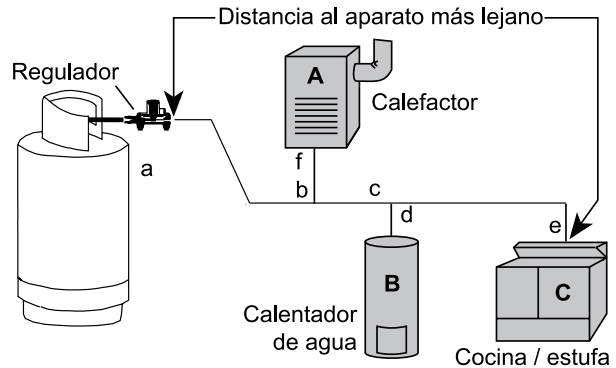 Distancia al aparato más lejano
Regulador
A
Calefactor
a
f
b
c
d
e
B
C
Calentador
de agua
Cocina / estufa